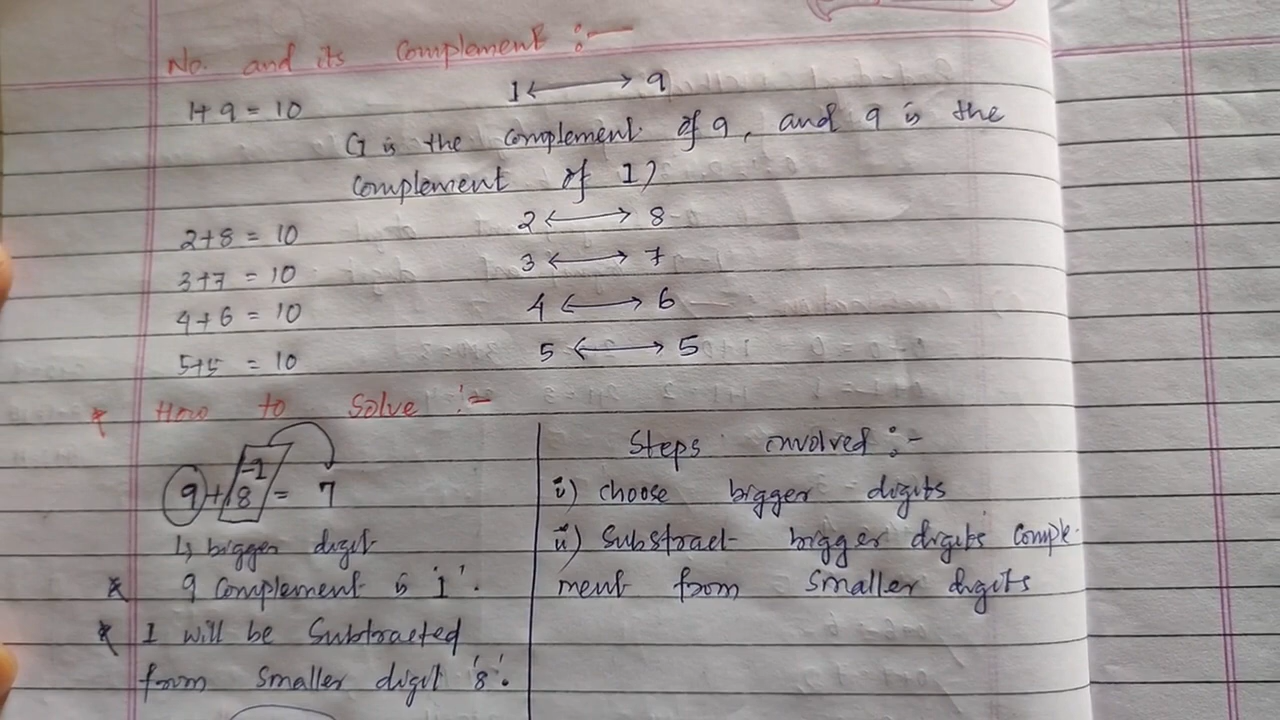 No. and its complement :-
1+9 = 10 1 ↔ 9
(1 is the complement of 9, and 9 is the
complement of 1)
2+8 = 10 2 ↔ 8
3+7 = 10 3 ↔ 7
4+6 = 10 4 ↔ 6
5+5 = 10 5 ↔ 5
* How to Solve :-
-1
9 + 8 = 7
↳ bigger digit
* 9 complement is '1'.
* 1 will be Subtracted
from smaller digit '8'.
Steps involved :-
i) choose bigger digits
ii) Substract bigger digits comple-
ment from smaller digits